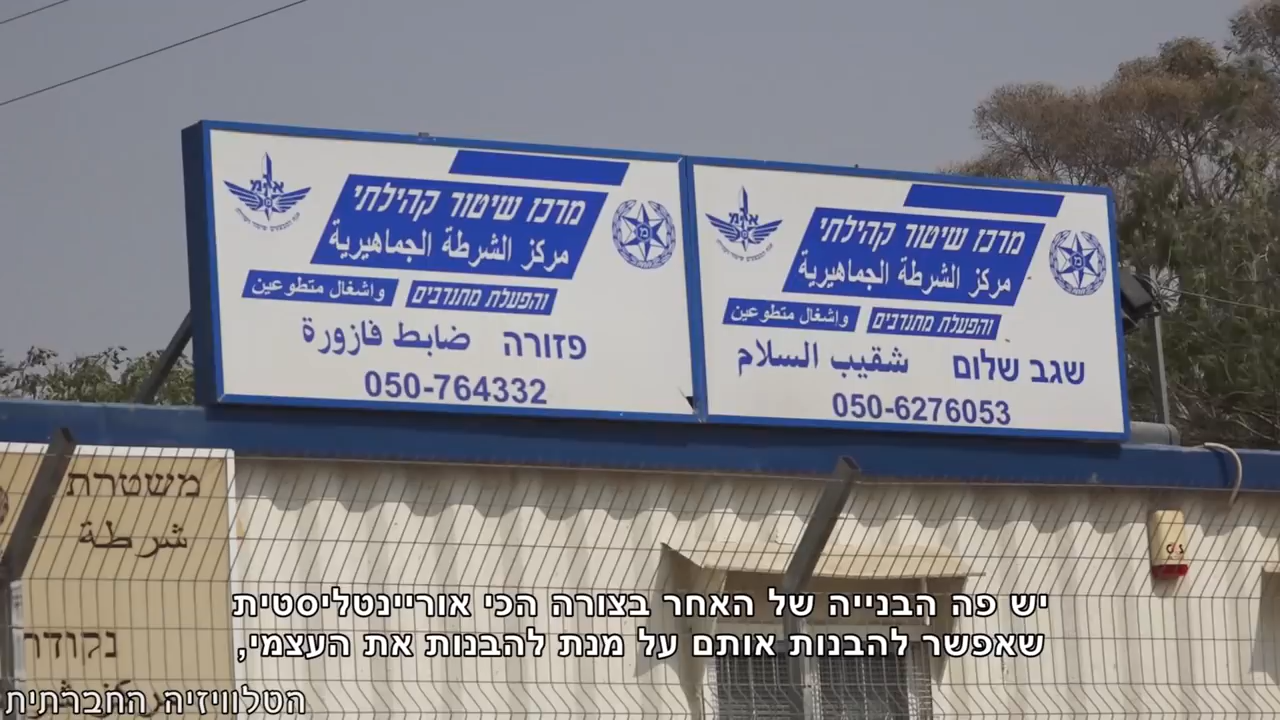 אימ
מרכז שיטור קהילתי
مركز الشرطة الجماهيرية
והפעלת מתנדבים واشغال متطوعين
פזורה ضابط فازورة
050-764332
אימ
מרכז שיטור קהילתי
مركز الشرطة الجماهيرية
והפעלת מתנדבים واشغال متطوعين
שגב שלום شقيب السلام
050-6276053
משטרת
شرطة
יש פה הבנייה של האחר בצורה הכי אוריינטליסטית
שאפשר להבנות אותם על מנת להבנות את העצמי,
הטלוויזיה החברתית